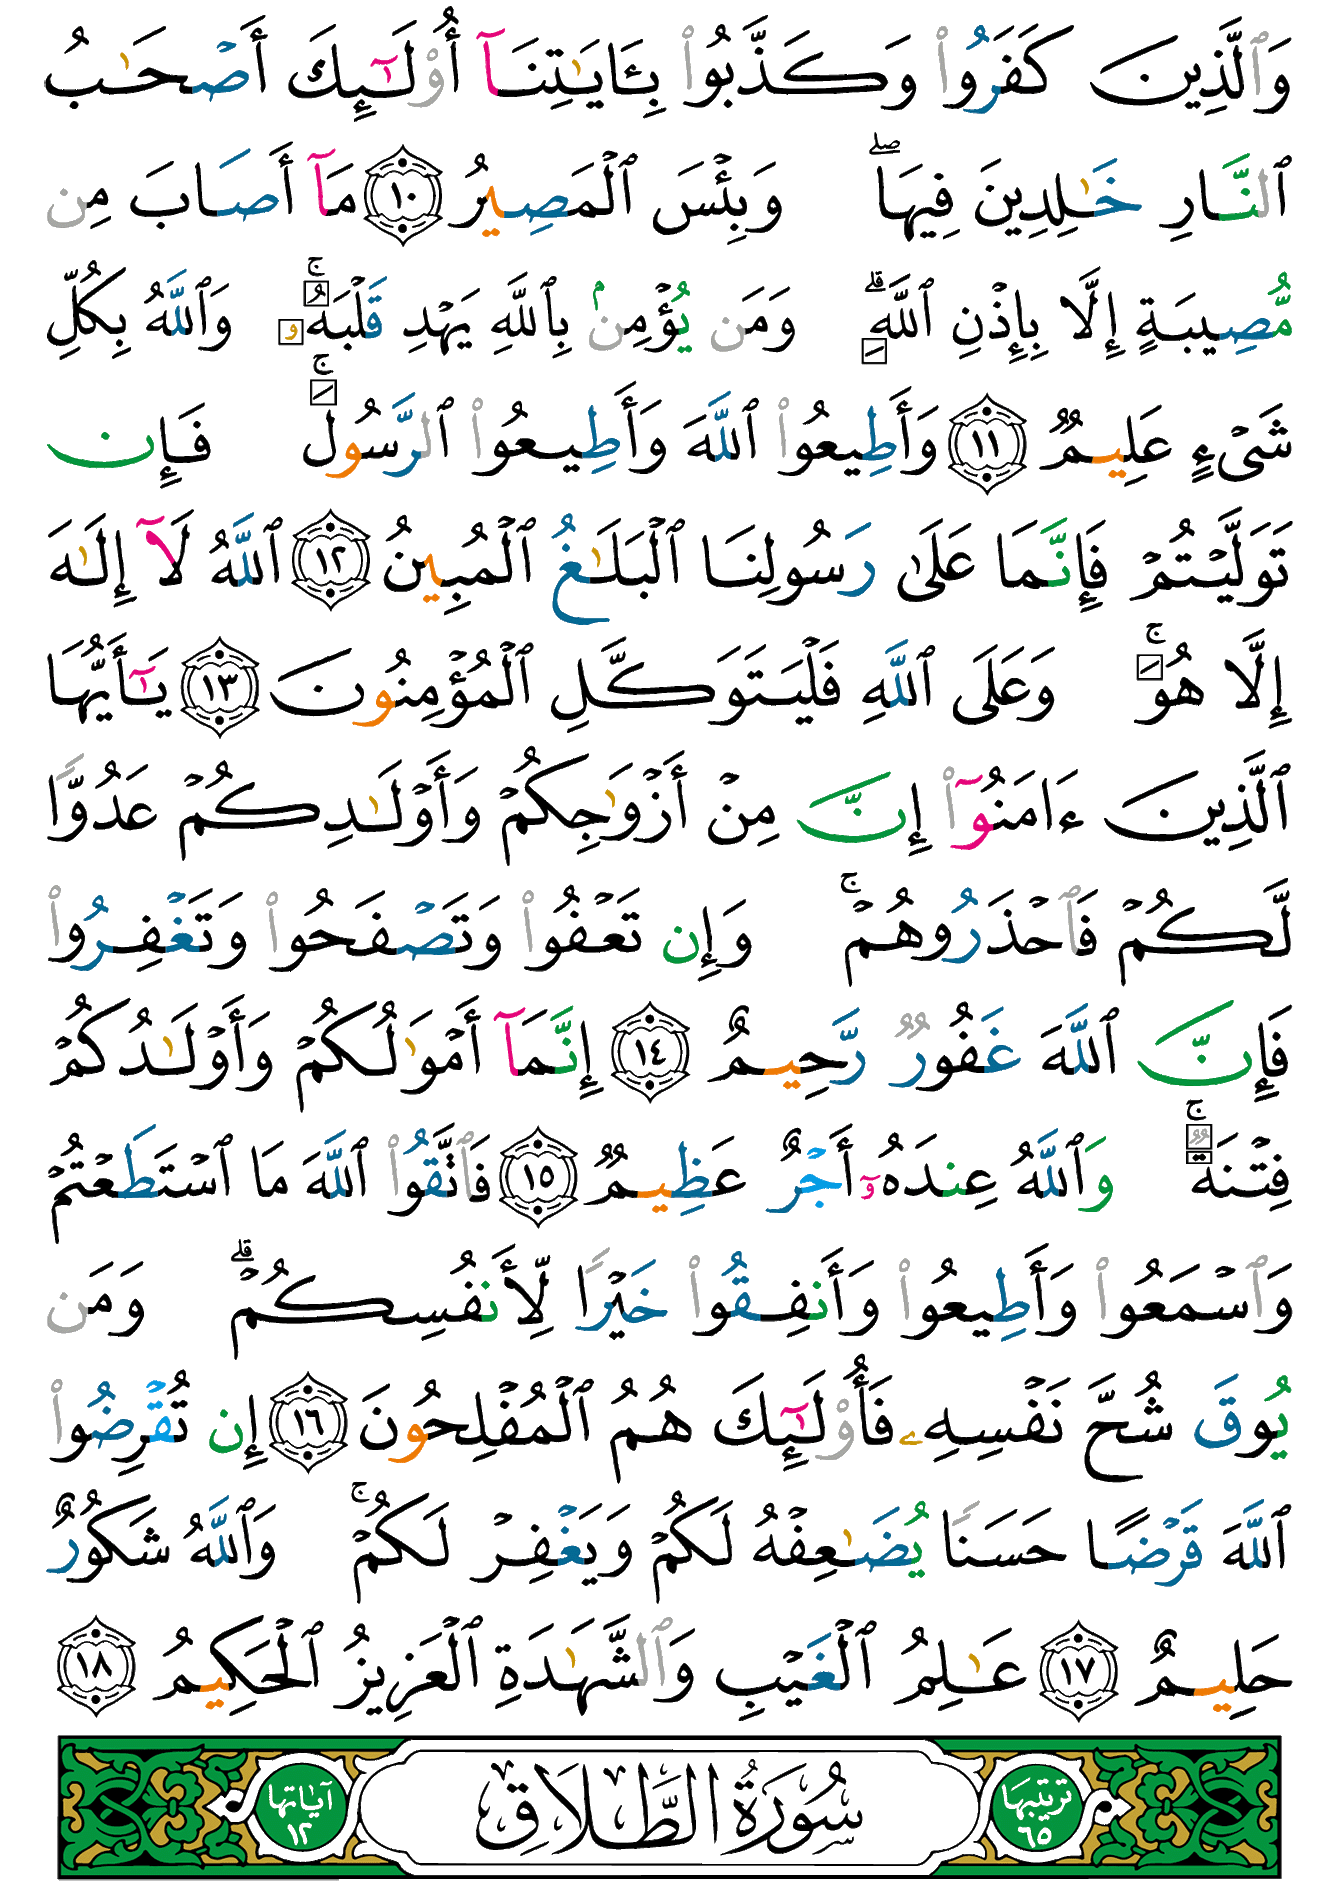 وَٱلَّذِينَ كَفَرُوا۟ وَكَذَّبُوا۟ بِـَٔايَـٰتِنَآ أُو۟لَـٰٓئِكَ أَصْحَـٰبُ
ٱلنَّارِ خَـٰلِدِينَ فِيهَا ۖ وَبِئْسَ ٱلْمَصِيرُ ١٠ مَآ أَصَابَ مِن
مُّصِيبَةٍ إِلَّا بِإِذْنِ ٱللَّهِ ۗ وَمَن يُؤْمِنۢ بِٱللَّهِ يَهْدِ قَلْبَهُۥ ۚ وَٱللَّهُ بِكُلِّ
شَىْءٍ عَلِيمٌ ١١ وَأَطِيعُوا۟ ٱللَّهَ وَأَطِيعُوا۟ ٱلرَّسُولَ ۚ فَإِن
تَوَلَّيْتُمْ فَإِنَّمَا عَلَىٰ رَسُولِنَا ٱلْبَلَـٰغُ ٱلْمُبِينُ ١٢ ٱللَّهُ لَآ إِلَـٰهَ
إِلَّا هُوَ ۚ وَعَلَى ٱللَّهِ فَلْيَتَوَكَّلِ ٱلْمُؤْمِنُونَ ١٣ يَـٰٓأَيُّهَا
ٱلَّذِينَ ءَامَنُوٓا۟ إِنَّ مِنْ أَزْوَٰجِكُمْ وَأَوْلَـٰدِكُمْ عَدُوًّا
لَّكُمْ فَٱحْذَرُوهُمْ ۚ وَإِن تَعْفُوا۟ وَتَصْفَحُوا۟ وَتَغْفِرُوا۟
فَإِنَّ ٱللَّهَ غَفُورٌ رَّحِيمٌ ١٤ إِنَّمَآ أَمْوَٰلُكُمْ وَأَوْلَـٰدُكُمْ
فِتْنَةٌ ۚ وَٱللَّهُ عِندَهُۥٓ أَجْرٌ عَظِيمٌ ١٥ فَٱتَّقُوا۟ ٱللَّهَ مَا ٱسْتَطَعْتُمْ
وَٱسْمَعُوا۟ وَأَطِيعُوا۟ وَأَنفِقُوا۟ خَيْرًا لِّأَنفُسِكُمْ ۗ وَمَن
يُوقَ شُحَّ نَفْسِهِۦ فَأُو۟لَـٰٓئِكَ هُمُ ٱلْمُفْلِحُونَ ١٦ إِن تُقْرِضُوا۟
ٱللَّهَ قَرْضًا حَسَنًا يُضَـٰعِفْهُ لَكُمْ وَيَغْفِرْ لَكُمْ ۚ وَٱللَّهُ شَكُورٌ
حَلِيمٌ ١٧ عَـٰلِمُ ٱلْغَيْبِ وَٱلشَّهَـٰدَةِ ٱلْعَزِيزُ ٱلْحَكِيمُ ١٨
ترتيبها ٦٥ سُورَةُ الطَّلَاقِ آياتها ١٢